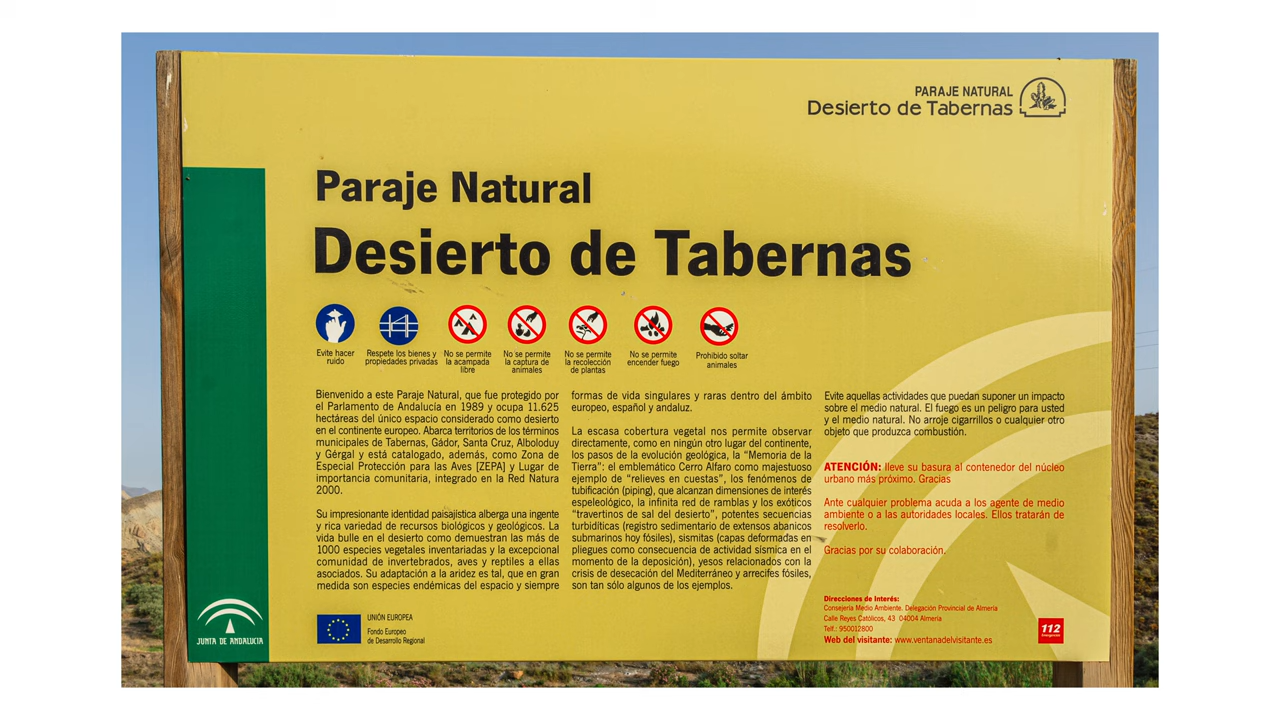 PARAJE NATURAL
Desierto de Tabernas
Paraje Natural
Desierto de Tabernas
Evite hacer
ruido
Respete los bienes y
propiedades privadas
No se permite
la acampada
libre
No se permite
la captura de
animales
No se permite
la recolección
de plantas
No se permite
encender fuego
Prohibido soltar
animales
Bienvenido a este Paraje Natural, que fue protegido por
el Parlamento de Andalucía en 1989 y ocupa 11.625
hectáreas del único espacio considerado como desierto
en el continente europeo. Abarca territorios de los términos
municipales de Tabernas, Gádor, Santa Cruz, Alboloduy
y Gérgal y está catalogado, además, como Zona de
Especial Protección para las Aves [ZEPA] y Lugar de
importancia comunitaria, integrado en la Red Natura
2000.
Su impresionante identidad paisajística alberga una ingente
y rica variedad de recursos biológicos y geológicos. La
vida bulle en el desierto como demuestran las más de
1000 especies vegetales inventariadas y la excepcional
comunidad de invertebrados, aves y reptiles a ellas
asociados. Su adaptación a la aridez es tal, que en gran
medida son especies endémicas del espacio y siempre
formas de vida singulares y raras dentro del ámbito
europeo, español y andaluz.
La escasa cobertura vegetal nos permite observar
directamente, como en ningún otro lugar del continente,
los pasos de la evolución geológica, la “Memoria de la
Tierra”: el emblemático Cerro Alfaro como majestuoso
ejemplo de “relieves en cuestas”, los fenómenos de
tubificación (piping), que alcanzan dimensiones de interés
espeleológico, la infinita red de ramblas y los exóticos
“travertinos de sal del desierto”, potentes secuencias
turbidíticas (registro sedimentario de extensos abanicos
submarinos hoy fósiles), sismitas (capas deformadas en
pliegues como consecuencia de actividad sísmica en el
momento de la deposición), yesos relacionados con la
crisis de desecación del Mediterráneo y arrecifes fósiles,
son tan sólo algunos de los ejemplos.
Evite aquellas actividades que puedan suponer un impacto
sobre el medio natural. El fuego es un peligro para usted
y el medio natural. No arroje cigarrillos o cualquier otro
objeto que produzca combustión.
ATENCIÓN: lleve su basura al contenedor del núcleo
urbano más próximo. Gracias
Ante cualquier problema acuda a los agente de medio
ambiente o a las autoridades locales. Ellos tratarán de
resolverlo.
Gracias por su colaboración.
Direcciones de Interés:
Consejería Medio Ambiente. Delegación Provincial de Almería
Calle Reyes Católicos, 43 04004 Almería
Telf.: 950012800
Web del visitante: www.ventanadelvisitante.es
112
Emergencias
JUNTA DE ANDALUCIA
UNIÓN EUROPEA
Fondo Europeo
de Desarrollo Regional